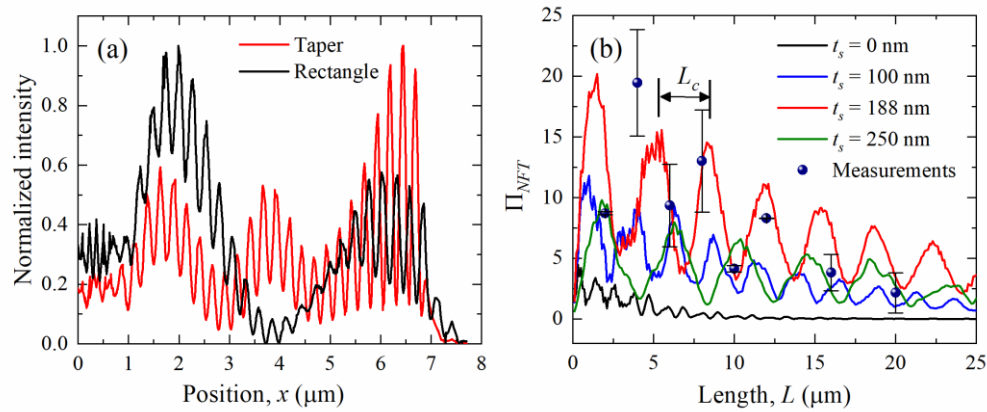 (a)
Taper
Rectangle
Normalized intensity
1.0
0.8
0.6
0.4
0.2
0.0
0 1 2 3 4 5 6 7 8
Position, x (μm)
(b)
L_c
t_s = 0 nm
t_s = 100 nm
t_s = 188 nm
t_s = 250 nm
Measurements
Π_NFT
25
20
15
10
5
0
0 5 10 15 20 25
Length, L (μm)